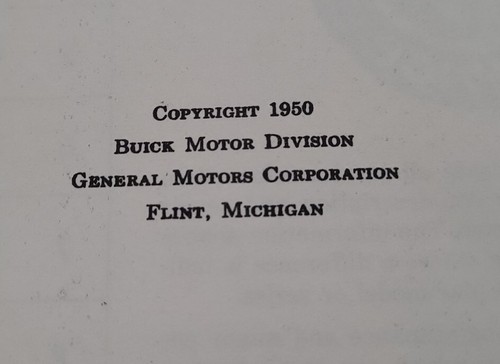 Copyright 1950
Buick Motor Division
General Motors Corporation
Flint, Michigan